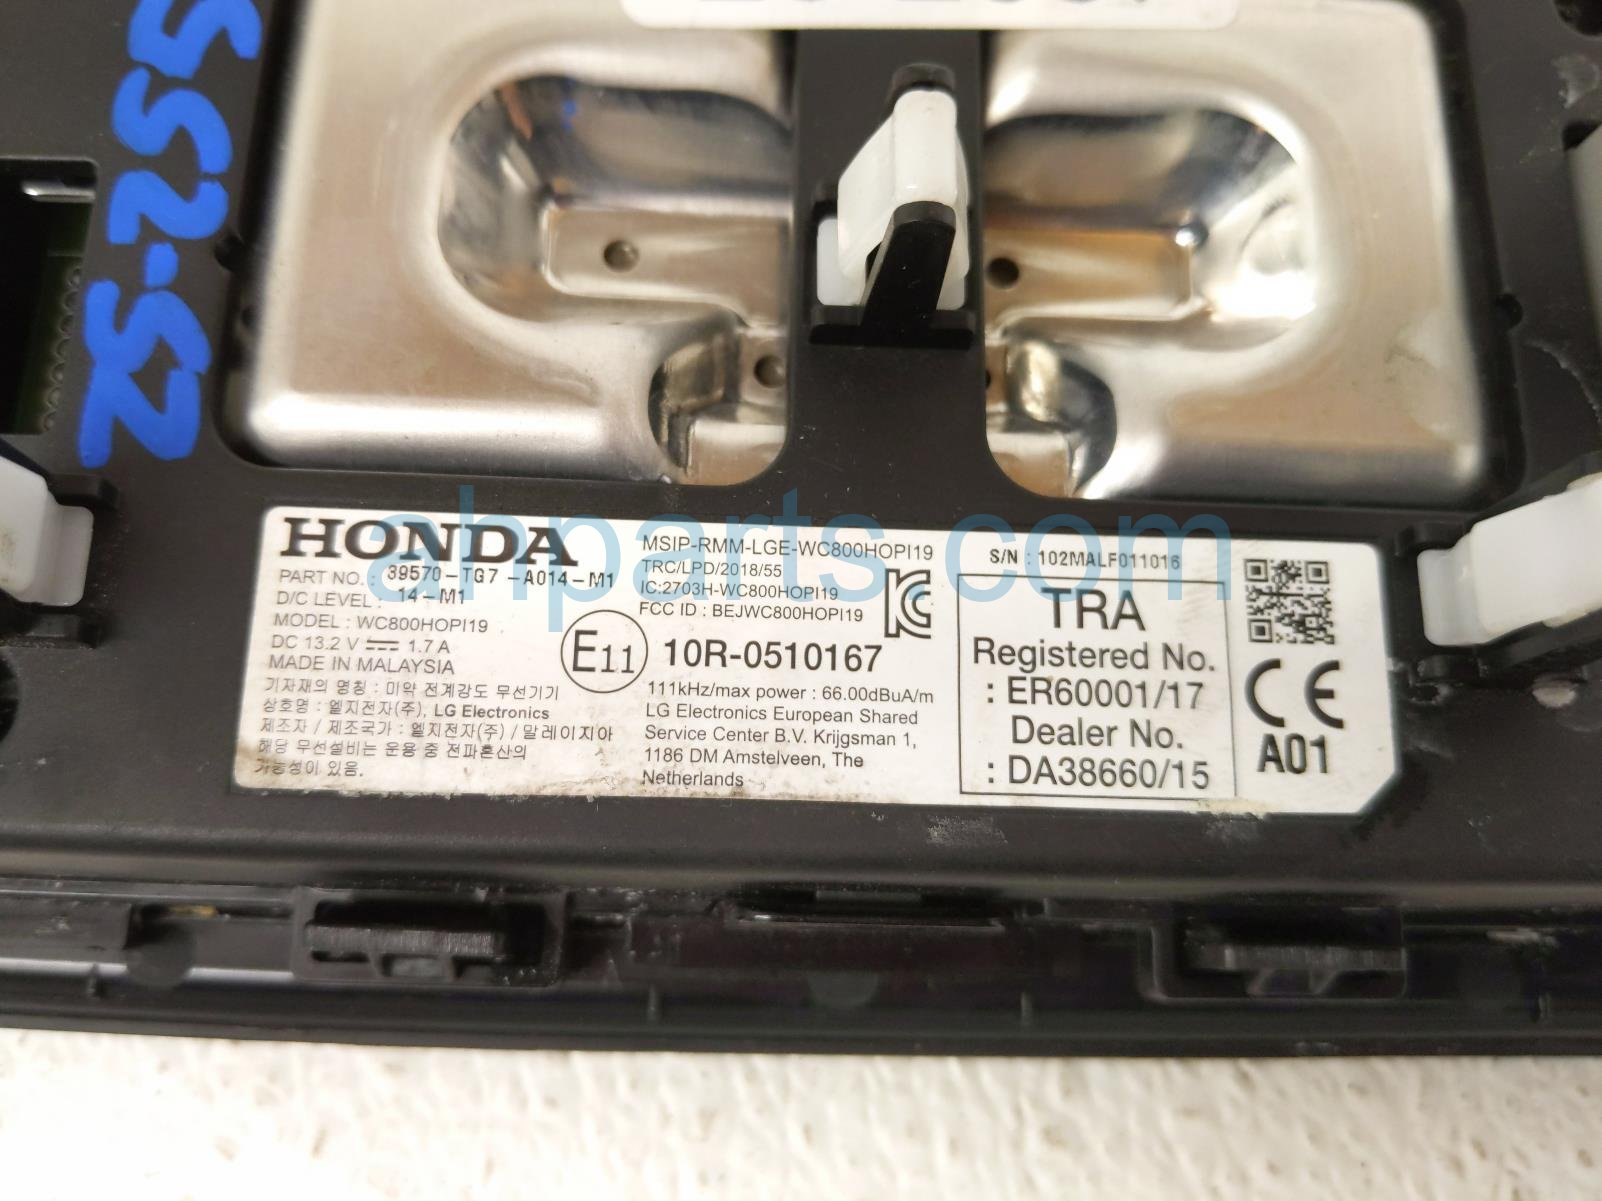 SS2-SZ
HONDA
PART NO.: 39570-TG7-A014-M1
D/C LEVEL: 14-M1
MODEL: WC800HOPI19
DC 13.2 V 1.7 A
MADE IN MALAYSIA
기자재의 명칭 : 미약 전계강도 무선기기
상호명 : 엘지전자(주), LG Electronics
제조자 / 제조국가 : 엘지전자(주) / 말레이지아
해당 무선설비는 운용 중 전파혼신의
가능성이 있음.
MSIP-RMM-LGE-WC800HOPI19
TRC/LPD/2018/55
IC:2703H-WC800HOPI19
FCC ID : BEJWC800HOPI19
E11 10R-0510167
111kHz/max power : 66.00dBuA/m
LG Electronics European Shared
Service Center B.V. Krijgsman 1,
1186 DM Amstelveen, The
Netherlands
S/N : 102MALF011016
TRA
Registered No.
: ER60001/17
Dealer No.
: DA38660/15
CE
A01
ahparts.com